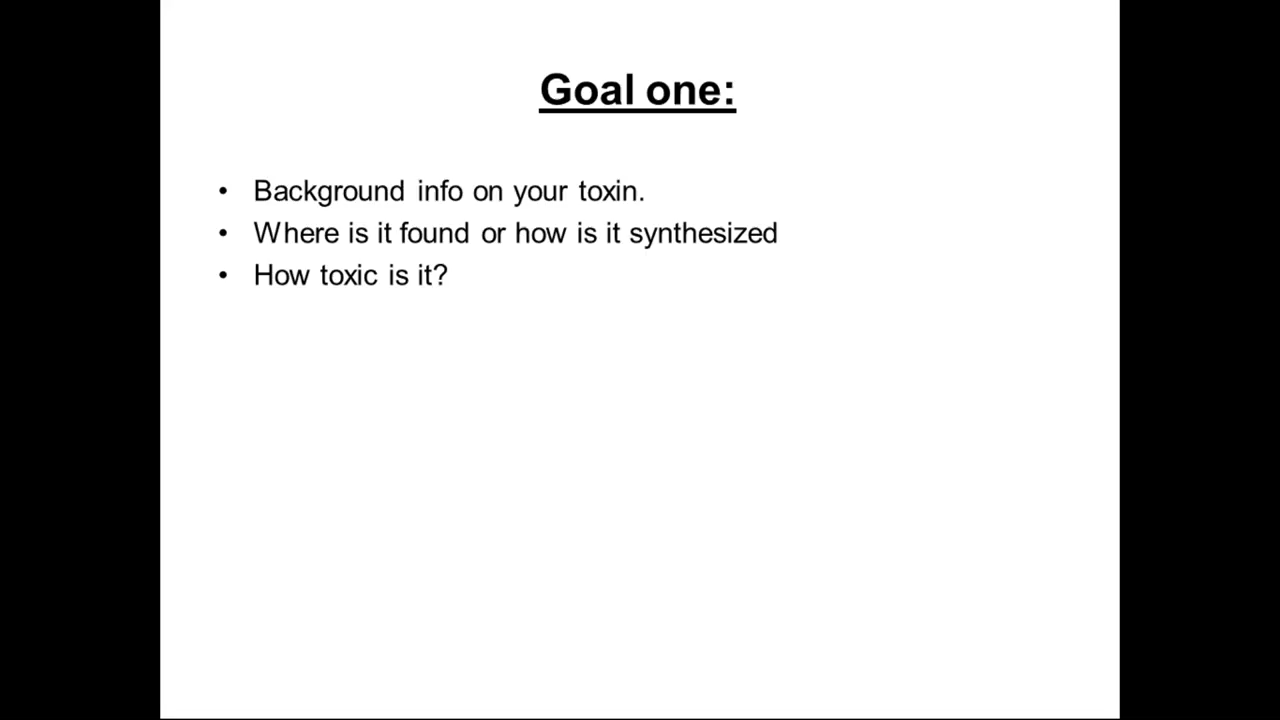 Goal one:
• Background info on your toxin.
• Where is it found or how is it synthesized
• How toxic is it?